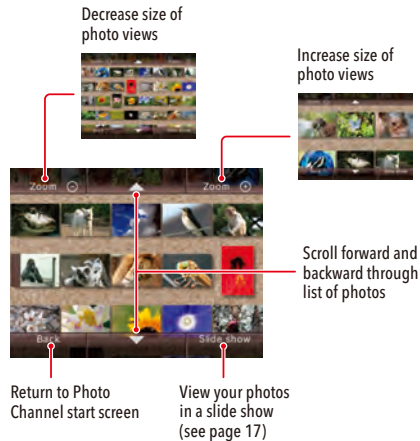 Decrease size of
photo views
Increase size of
photo views
Zoom
Zoom
Scroll forward and
backward through
list of photos
Back
Slide show
Return to Photo
Channel start screen
View your photos
in a slide show
(see page 17)